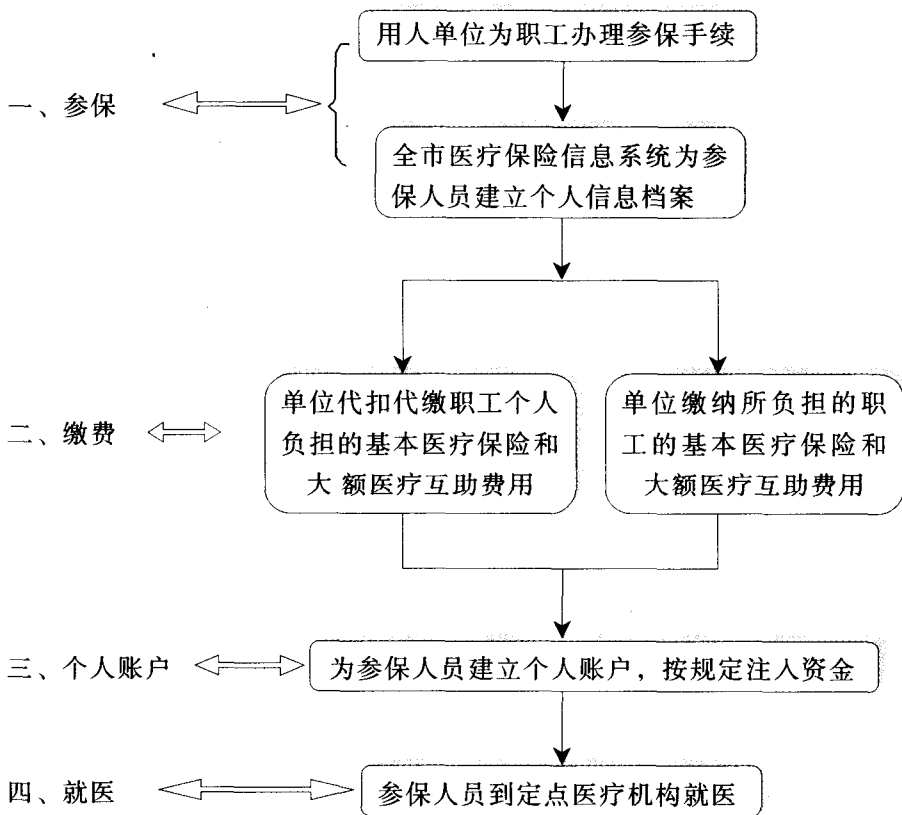 用人单位为职工办理参保手续
一、参保
全市医疗保险信息系统为参
保人员建立个人信息档案
二、缴费
单位代扣代缴职工个人
负担的基本医疗保险和
大 额医疗互助费用
单位缴纳所负担的职
工的基本医疗保险和
大额医疗互助费用
三、个人账户
为参保人员建立个人账户，按规定注入资金
四、就医
参保人员到定点医疗机构就医